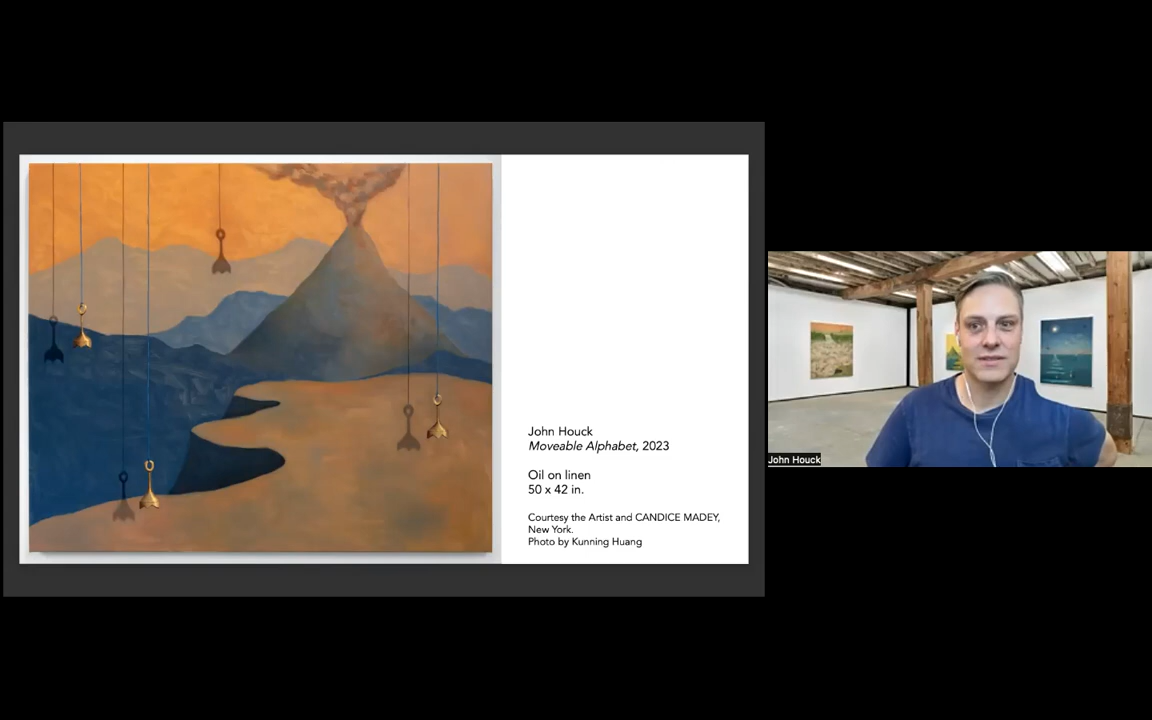 John Houck
Moveable Alphabet, 2023
Oil on linen
50 x 42 in.
Courtesy the Artist and CANDICE MADEY,
New York.
Photo by Kunning Huang
John Houck